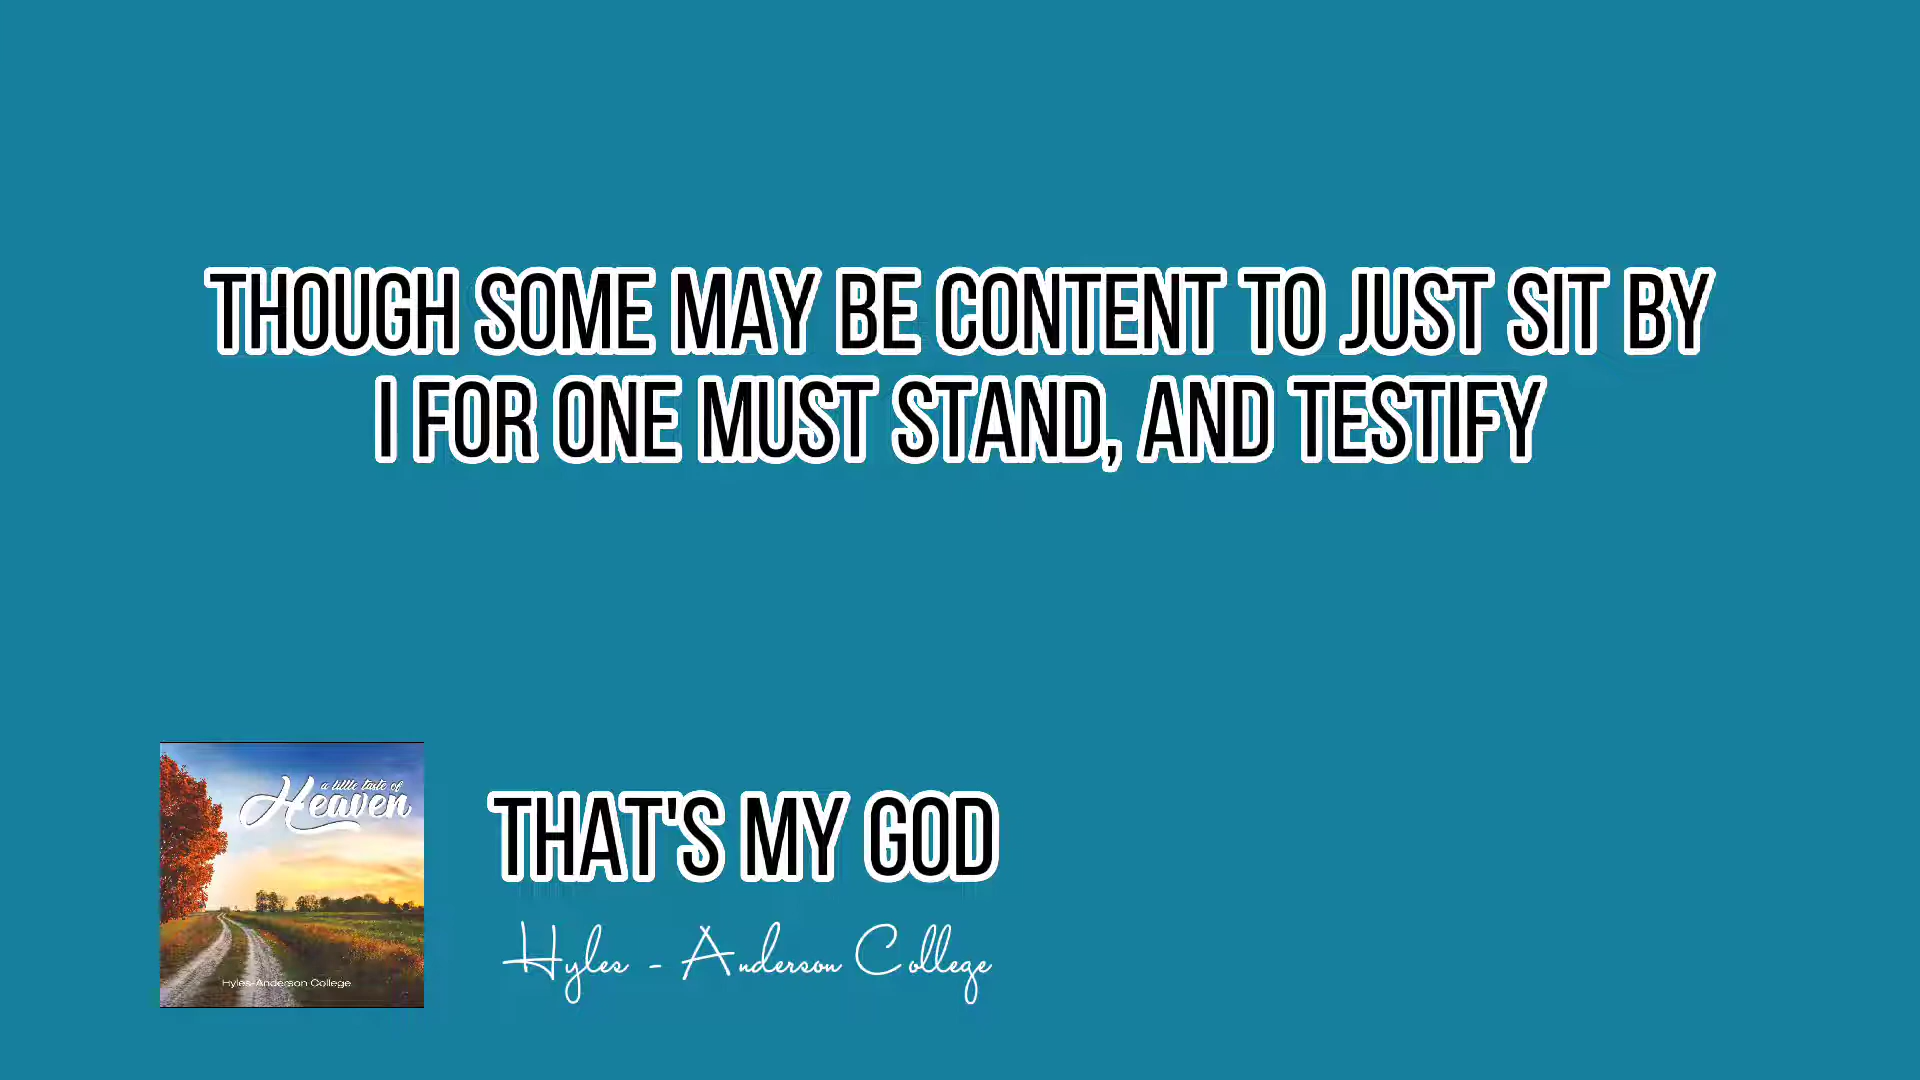 THOUGH SOME MAY BE CONTENT TO JUST SIT BY
I FOR ONE MUST STAND, AND TESTIFY
a little taste of
Heaven
Hyles-Anderson College
THAT'S MY GOD
Hyles - Anderson College